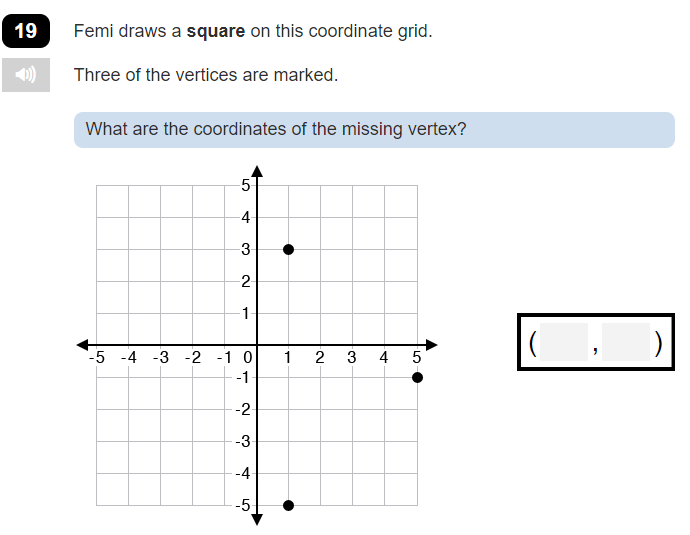 19 Femi draws a square on this coordinate grid.
Three of the vertices are marked.
What are the coordinates of the missing vertex?
5
4
3
2
1
-5 -4 -3 -2 -1 0 1 2 3 4 5
-1
-2
-3
-4
-5
( , )